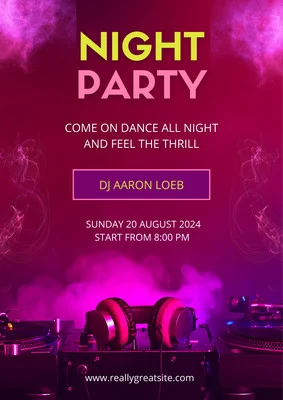 NIGHT
PARTY
COME ON DANCE ALL NIGHT
AND FEEL THE THRILL
DJ AARON LOEB
SUNDAY 20 AUGUST 2024
START FROM 8:00 PM
www.reallygreatsite.com